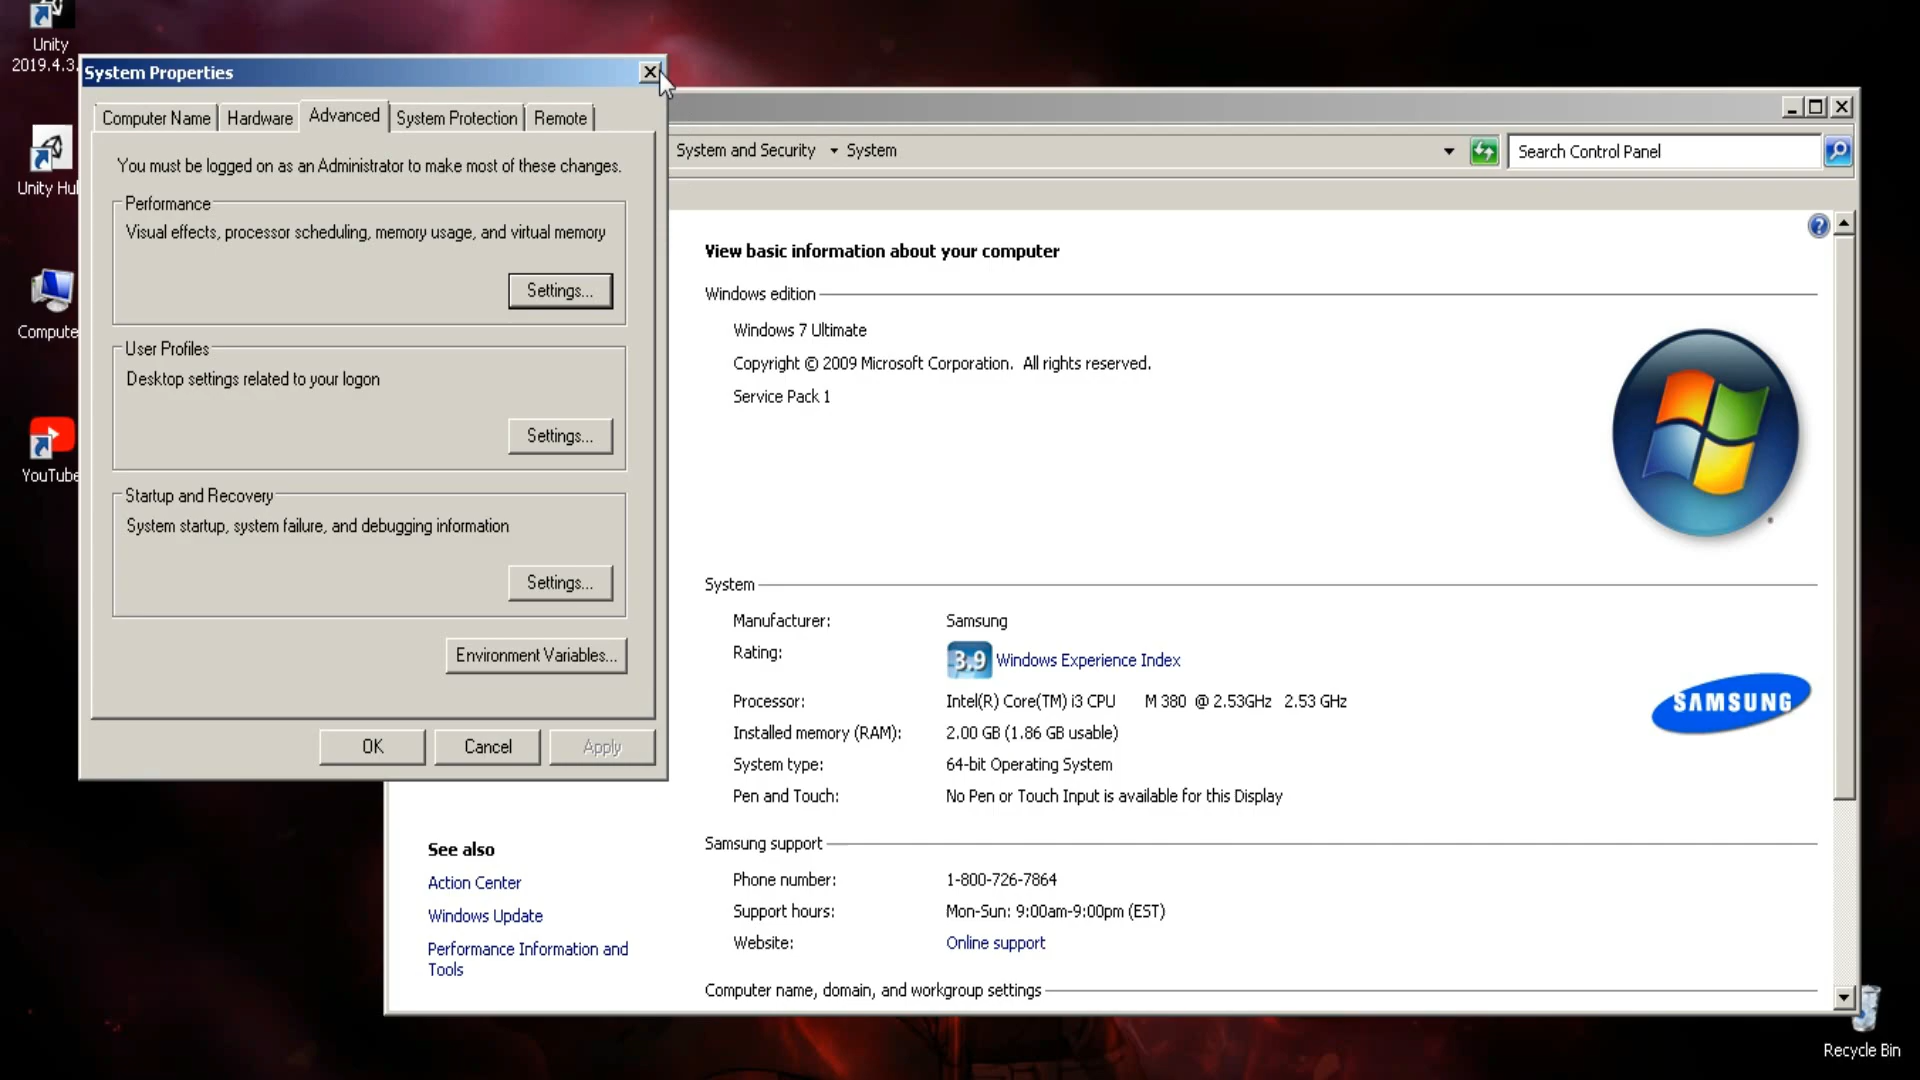 Unity
2019.4.3.
Unity Hu
Compute
YouTube
System Properties
Computer Name
Hardware
Advanced
System Protection
Remote
You must be logged on as an Administrator to make most of these changes.
Performance
Visual effects, processor scheduling, memory usage, and virtual memory
Settings...
User Profiles
Desktop settings related to your logon
Settings...
Startup and Recovery
System startup, system failure, and debugging information
Settings...
Environment Variables...
OK
Cancel
Apply
System and Security
System
Search Control Panel
View basic information about your computer
Windows edition
Windows 7 Ultimate
Copyright © 2009 Microsoft Corporation. All rights reserved.
Service Pack 1
System
Manufacturer: Samsung
Rating: 3.9 Windows Experience Index
Processor: Intel(R) Core(TM) i3 CPU M 380 @ 2.53GHz 2.53 GHz
Installed memory (RAM): 2.00 GB (1.86 GB usable)
System type: 64-bit Operating System
Pen and Touch: No Pen or Touch Input is available for this Display
SAMSUNG
Samsung support
Phone number: 1-800-726-7864
Support hours: Mon-Sun: 9:00am-9:00pm (EST)
Website: Online support
Computer name, domain, and workgroup settings
See also
Action Center
Windows Update
Performance Information and
Tools
Recycle Bin